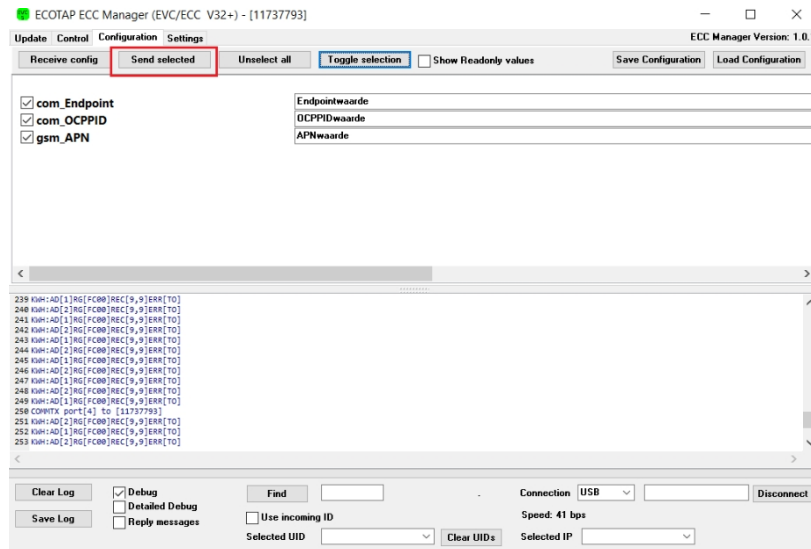 ECOTAP ECC Manager (EVC/ECC V32+) - [11737793]
Update Control Configuration Settings ECC Manager Version: 1.0.
Receive config Send selected Unselect all Toggle selection Show Readonly values Save Configuration Load Configuration
com_Endpoint Endpointwaarde
com_OCPPID OCPPIDwaarde
gsm_APN APNwaarde
239 KWH:AD[1]RG[FC00]REC[9,9]ERR[TO]
240 KWH:AD[2]RG[FC00]REC[9,9]ERR[TO]
241 KWH:AD[1]RG[FC00]REC[9,9]ERR[TO]
242 KWH:AD[2]RG[FC00]REC[9,9]ERR[TO]
243 KWH:AD[1]RG[FC00]REC[9,9]ERR[TO]
244 KWH:AD[2]RG[FC00]REC[9,9]ERR[TO]
245 KWH:AD[1]RG[FC00]REC[9,9]ERR[TO]
246 KWH:AD[2]RG[FC00]REC[9,9]ERR[TO]
247 KWH:AD[1]RG[FC00]REC[9,9]ERR[TO]
248 KWH:AD[2]RG[FC00]REC[9,9]ERR[TO]
249 KWH:AD[1]RG[FC00]REC[9,9]ERR[TO]
250 COMMTX port[4] to [11737793]
251 KWH:AD[2]RG[FC00]REC[9,9]ERR[TO]
252 KWH:AD[1]RG[FC00]REC[9,9]ERR[TO]
253 KWH:AD[2]RG[FC00]REC[9,9]ERR[TO]
Clear Log Debug Find - Connection USB Disconnect
Detailed Debug
Save Log Reply messages Use incoming ID Speed: 41 bps
Selected UID Clear UIDs Selected IP